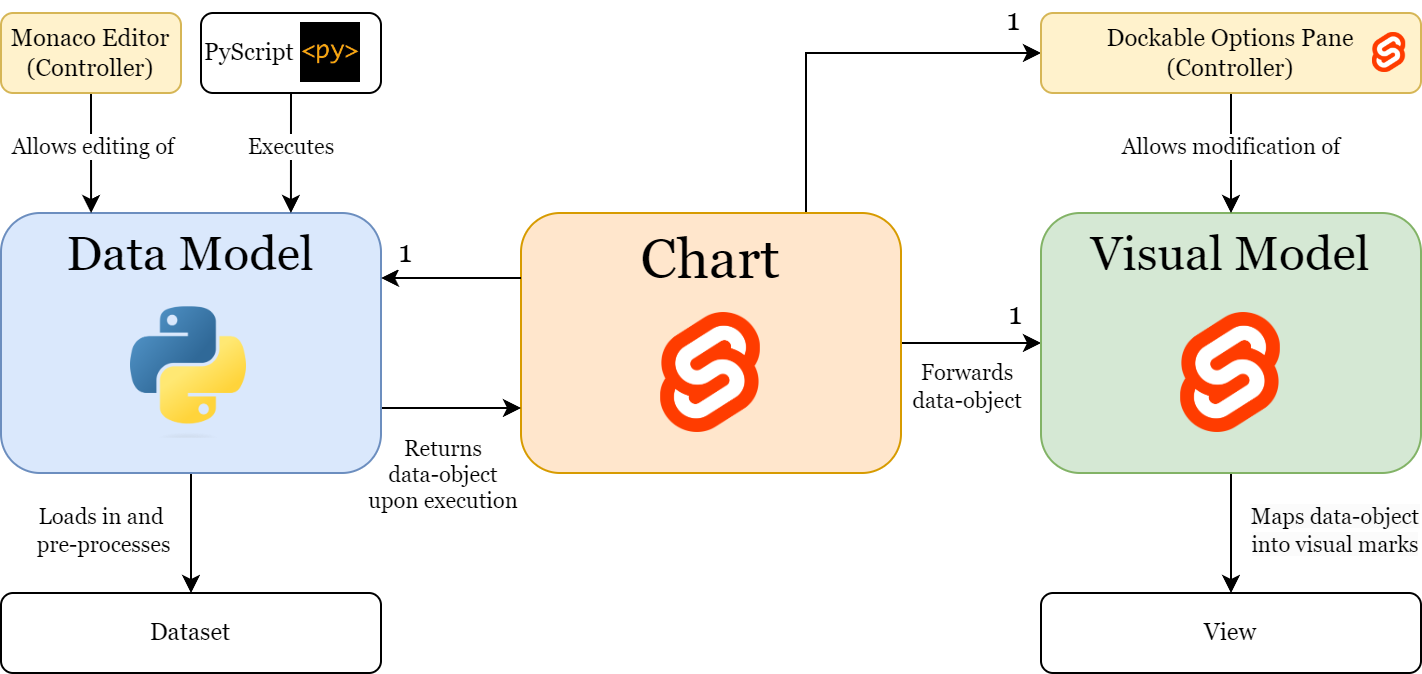 Monaco Editor
(Controller)
PyScript <py>
1
Dockable Options Pane
(Controller)
Allows editing of
Executes
Allows modification of
Data Model
1
Chart
Visual Model
1
Forwards
data-object
Returns
data-object
upon execution
Loads in and
pre-processes
Maps data-object
into visual marks
Dataset
View